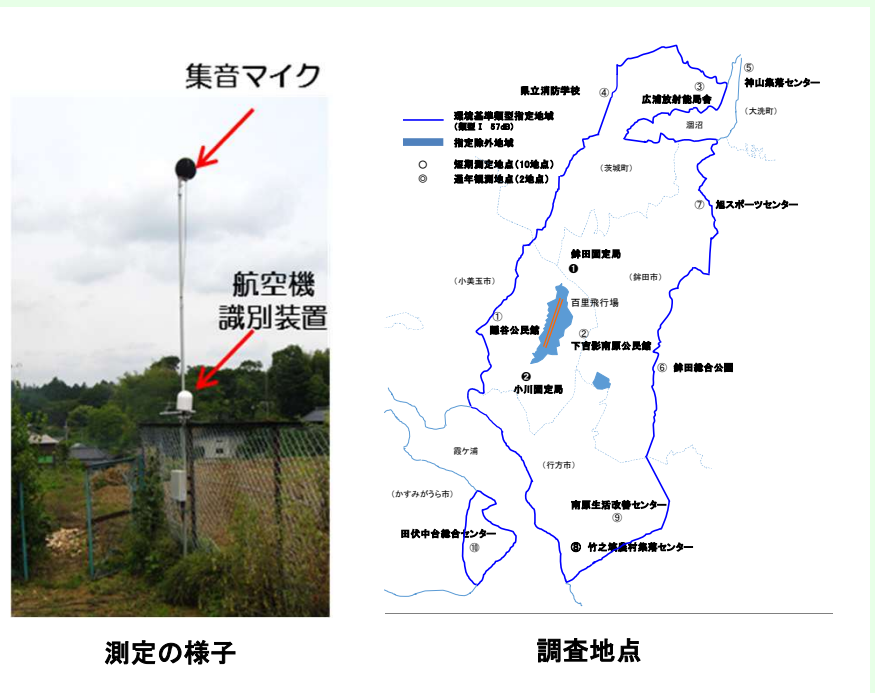 集音マイク
航空機
識別装置
測定の様子
⑤
神山集落センター
(大洗町)
県立消防学校
④
③
広浦放射能局舎
涸沼
環境基準類型指定地域
(類型Ⅰ 57dB)
指定除外地域
○ 短期測定地点(10地点)
◎ 通年観測地点(2地点)
(茨城町)
⑦ 旭スポーツセンター
鉾田固定局
❶
(小美玉市)
(鉾田市)
百里飛行場
①
隠谷公民館
②
下吉影南原公民館
⑥ 鉾田総合公園
❷
小川固定局
霞ケ浦
(行方市)
(かすみがうら市)
南原生活改善センター
⑨
田伏中台総合センター
⑩
⑧ 竹之塙農村集落センター
調査地点